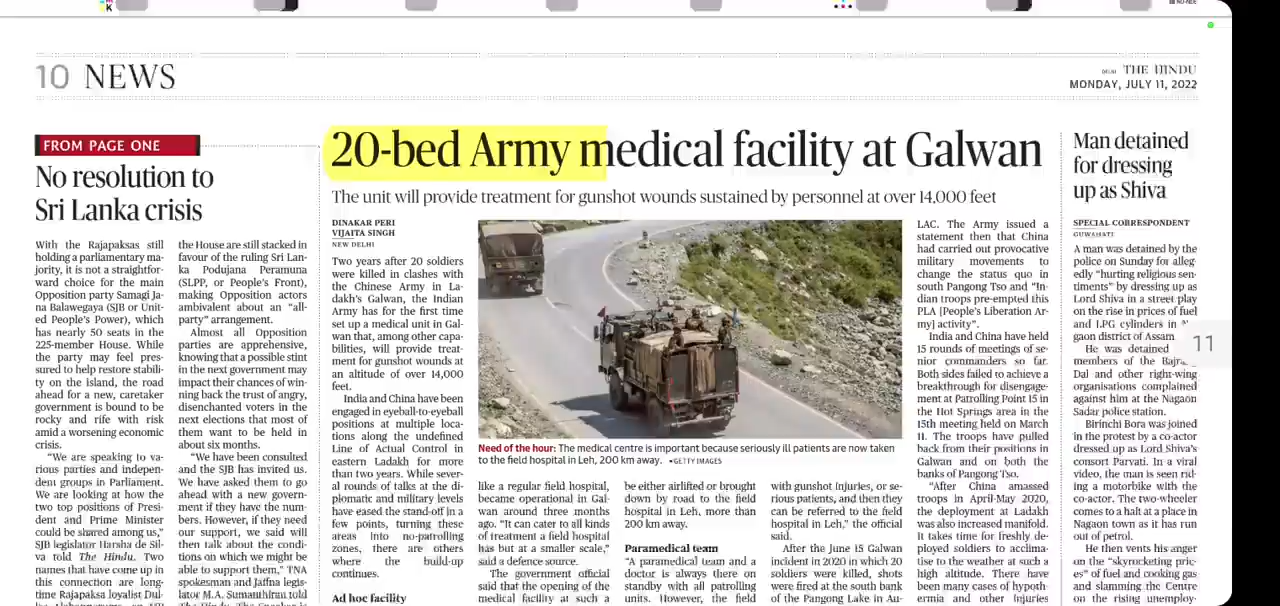 10 NEWS
DELHI THE HINDU
MONDAY, JULY 11, 2022
FROM PAGE ONE
No resolution to
Sri Lanka crisis
With the Rajapaksas still
holding a parliamentary ma-
jority, it is not a straightfor-
ward choice for the main
Opposition party Samagi Ja-
na Balawegaya (SJB or Unit-
ed People's Power), which
has nearly 50 seats in the
225-member House. While
the party may feel pres-
sured to help restore stabili-
ty on the island, the road
ahead for a new, caretaker
government is bound to be
rocky and rife with risk
amid a worsening economic
crisis.
“We are speaking to va-
rious parties and indepen-
dent groups in Parliament.
We are looking at how the
two top positions of Presi-
dent and Prime Minister
could be shared among us,”
SJB legislator Harsha de Sil-
va told The Hindu. Two
names that have come up in
this connection are long-
time Rajapaksa loyalist Dul-
the House are still stacked in
favour of the ruling Sri Lan-
ka Podujana Peramuna
(SLPP, or People's Front),
making Opposition actors
ambivalent about an “all-
party” arrangement.
Almost all Opposition
parties are apprehensive,
knowing that a possible stint
in the next government may
impact their chances of win-
ning back the trust of angry,
disenchanted voters in the
next elections that most of
them want to be held in
about six months.
“We have been consulted
and the SJB has invited us.
We have asked them to go
ahead with a new govern-
ment if they have the num-
bers. However, if they need
our support, we said will
then talk about the condi-
tions on which we might be
able to support them,” TNA
spokesman and Jaffna legis-
lator M.A. Sumanthiran told
20-bed Army medical facility at Galwan
The unit will provide treatment for gunshot wounds sustained by personnel at over 14,000 feet
DINAKAR PERI
VIJAITA SINGH
NEW DELHI
Two years after 20 soldiers
were killed in clashes with
the Chinese Army in La-
dakh's Galwan, the Indian
Army has for the first time
set up a medical unit in Gal-
wan that, among other capa-
bilities, will provide treat-
ment for gunshot wounds at
an altitude of over 14,000
feet.
India and China have been
engaged in eyeball-to-eyeball
positions at multiple loca-
tions along the undefined
Line of Actual Control in
eastern Ladakh for more
than two years. While sever-
al rounds of talks at the di-
plomatic and military levels
have eased the stand-off in a
few points, turning these
areas into no-patrolling
zones, there are others
where the build-up
continues.
Ad hoc facility
Need of the hour: The medical centre is important because seriously ill patients are now taken
to the field hospital in Leh, 200 km away. •GETTY IMAGES
like a regular field hospital,
became operational in Gal-
wan around three months
ago. “It can cater to all kinds
of treatment a field hospital
has but at a smaller scale,”
said a defence source.
The government official
said that the opening of the
medical facility at such a
be either airlifted or brought
down by road to the field
hospital in Leh, more than
200 km away.
Paramedical team
“A paramedical team and a
doctor is always there on
standby with all patrolling
units. However, the field
with gunshot injuries, or se-
rious patients, and then they
can be referred to the field
hospital in Leh,” the official
said.
After the June 15 Galwan
incident in 2020 in which 20
soldiers were killed, shots
were fired at the south bank
of the Pangong Lake in Au-
LAC. The Army issued a
statement then that China
had carried out provocative
military movements to
change the status quo in
south Pangong Tso and “In-
dian troops pre-empted this
PLA [People's Liberation Ar-
my] activity”.
India and China have held
15 rounds of meetings of se-
nior commanders so far.
Both sides failed to achieve a
breakthrough for disengage-
ment at Patrolling Point 15 in
the Hot Springs area in the
15th meeting held on March
11. The troops have pulled
back from their positions in
Galwan and on both the
banks of Pangong Tso.
“After China amassed
troops in April-May 2020,
the deployment at Ladakh
was also increased manifold.
It takes time for freshly de-
ployed soldiers to acclima-
tise to the weather at such a
high altitude. There have
been many cases of hypoth-
ermia and other injuries
Man detained
for dressing
up as Shiva
SPECIAL CORRESPONDENT
GUWAHATI
A man was detained by the
police on Sunday for alleg-
edly “hurting religious sen-
timents” by dressing up as
Lord Shiva in a street play
on the rise in prices of fuel
and LPG cylinders in
gaon district of Assam
He was detained
members of the
Dal and other right-wing
organisations complained
against him at the Nagaon
Sadar police station.
Birinchi Bora was joined
in the protest by a co-actor
dressed up as Lord Shiva's
consort Parvati. In a viral
video, the man is seen rid-
ing a motorbike with the
co-actor. The two-wheeler
comes to a halt at a place in
Nagaon town as it has run
out of petrol.
He then vents his anger
on the “skyrocketing pric-
es” of fuel and cooking gas
and slamming the Centre
on the rising unemploy-
11